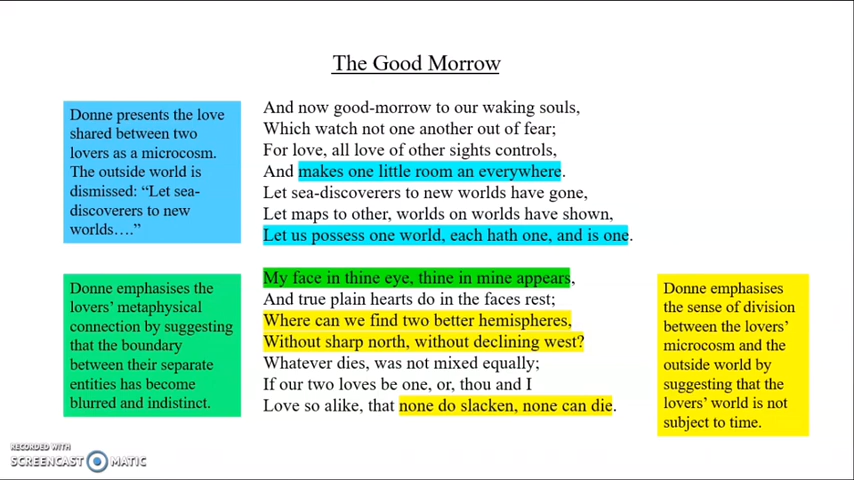 The Good Morrow
Donne presents the love
shared between two
lovers as a microcosm.
The outside world is
dismissed: “Let sea-
discoverers to new
worlds….”
And now good-morrow to our waking souls,
Which watch not one another out of fear;
For love, all love of other sights controls,
And makes one little room an everywhere.
Let sea-discoverers to new worlds have gone,
Let maps to other, worlds on worlds have shown,
Let us possess one world, each hath one, and is one.
Donne emphasises the
lovers’ metaphysical
connection by suggesting
that the boundary
between their separate
entities has become
blurred and indistinct.
My face in thine eye, thine in mine appears,
And true plain hearts do in the faces rest;
Where can we find two better hemispheres,
Without sharp north, without declining west?
Whatever dies, was not mixed equally;
If our two loves be one, or, thou and I
Love so alike, that none do slacken, none can die.
Donne emphasises
the sense of division
between the lovers’
microcosm and the
outside world by
suggesting that the
lovers’ world is not
subject to time.
RECORDED WITH
SCREENCAST MATIC